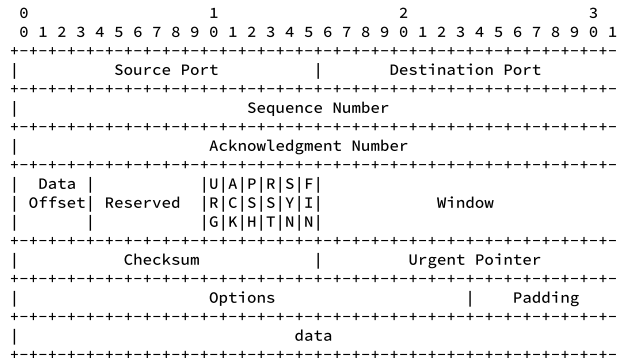 0                   1                   2                   3
 0 1 2 3 4 5 6 7 8 9 0 1 2 3 4 5 6 7 8 9 0 1 2 3 4 5 6 7 8 9 0 1
+-+-+-+-+-+-+-+-+-+-+-+-+-+-+-+-+-+-+-+-+-+-+-+-+-+-+-+-+-+-+-+-
|          Source Port          |       Destination Port
+-+-+-+-+-+-+-+-+-+-+-+-+-+-+-+-+-+-+-+-+-+-+-+-+-+-+-+-+-+-+-+-
|                        Sequence Number
+-+-+-+-+-+-+-+-+-+-+-+-+-+-+-+-+-+-+-+-+-+-+-+-+-+-+-+-+-+-+-+-
|                    Acknowledgment Number
+-+-+-+-+-+-+-+-+-+-+-+-+-+-+-+-+-+-+-+-+-+-+-+-+-+-+-+-+-+-+-+-
|  Data |           |U|A|P|R|S|F|
| Offset| Reserved  |R|C|S|S|Y|I|            Window
|       |           |G|K|H|T|N|N|
+-+-+-+-+-+-+-+-+-+-+-+-+-+-+-+-+-+-+-+-+-+-+-+-+-+-+-+-+-+-+-+-
|           Checksum            |         Urgent Pointer
+-+-+-+-+-+-+-+-+-+-+-+-+-+-+-+-+-+-+-+-+-+-+-+-+-+-+-+-+-+-+-+-
|                    Options                    |    Padding
+-+-+-+-+-+-+-+-+-+-+-+-+-+-+-+-+-+-+-+-+-+-+-+-+-+-+-+-+-+-+-+-
|                             data
+-+-+-+-+-+-+-+-+-+-+-+-+-+-+-+-+-+-+-+-+-+-+-+-+-+-+-+-+-+-+-+-